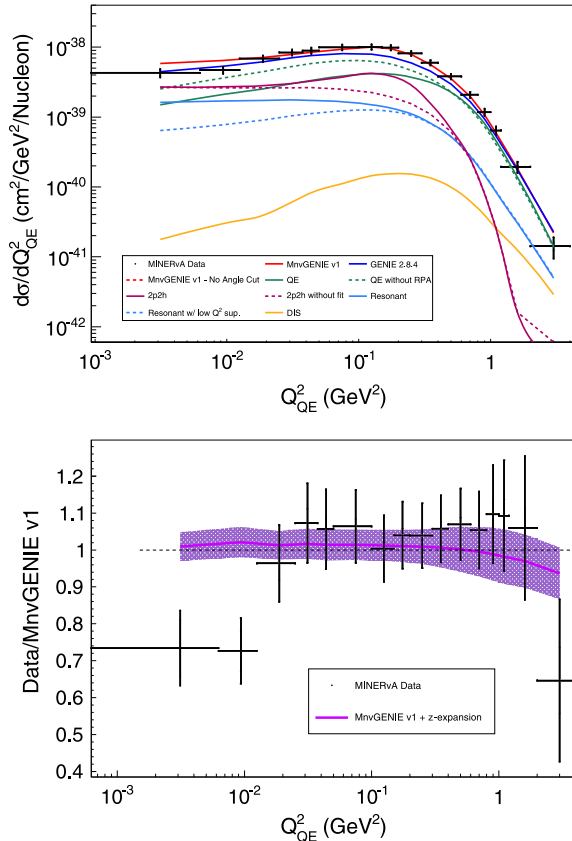 10⁻³⁸
10⁻³⁹
10⁻⁴⁰
10⁻⁴¹
10⁻⁴²
dσ/dQ²_QE (cm²/GeV²/Nucleon)
MINERvA Data
MnvGENIE v1
GENIE 2.8.4
MnvGENIE v1 - No Angle Cut
QE
QE without RPA
2p2h
2p2h without fit
Resonant
Resonant w/ low Q² sup.
DIS
10⁻³ 10⁻² 10⁻¹ 1
Q²_QE (GeV²)
1.2
1.1
1
0.9
0.8
0.7
0.6
0.5
0.4
Data/MnvGENIE v1
MINERvA Data
MnvGENIE v1 + z-expansion
10⁻³ 10⁻² 10⁻¹ 1
Q²_QE (GeV²)